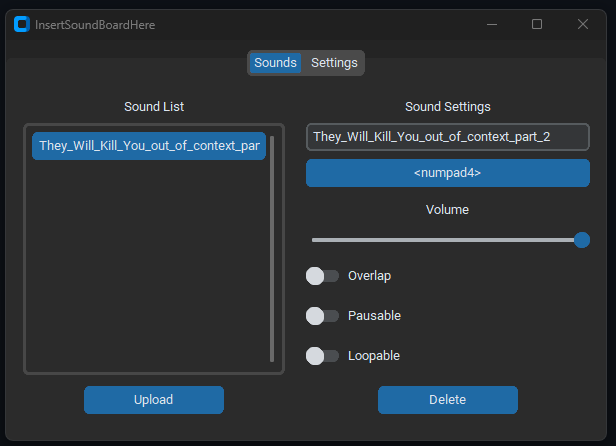 InsertSoundBoardHere
Sounds Settings
Sound List
They_Will_Kill_You_out_of_context_par
Upload
Sound Settings
They_Will_Kill_You_out_of_context_part_2
<numpad4>
Volume
Overlap
Pausable
Loopable
Delete